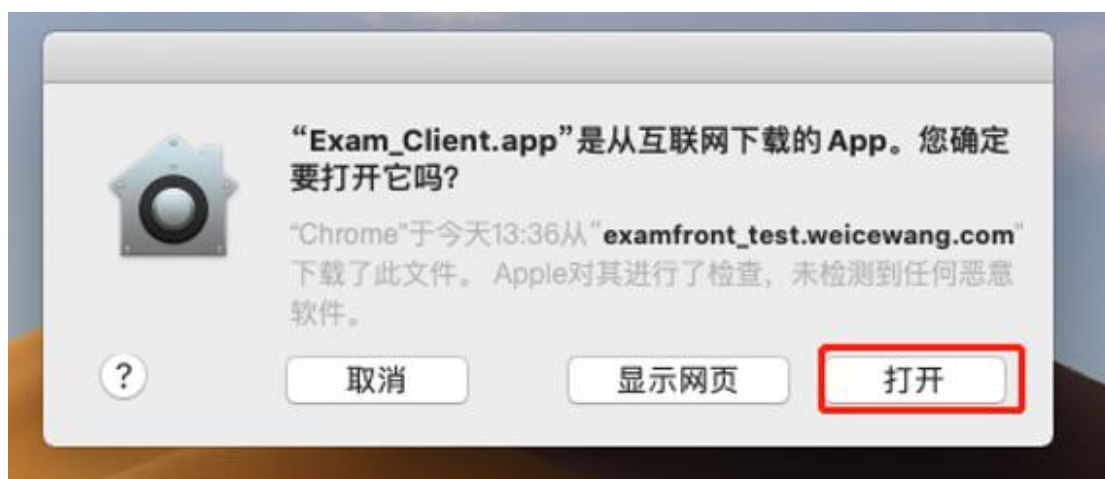 “Exam_Client.app”是从互联网下载的 App。您确定
要打开它吗?
“Chrome”于今天13:36从“examfront_test.weicewang.com”
下载了此文件。 Apple对其进行了检查，未检测到任何恶意
软件。
?
取消
显示网页
打开